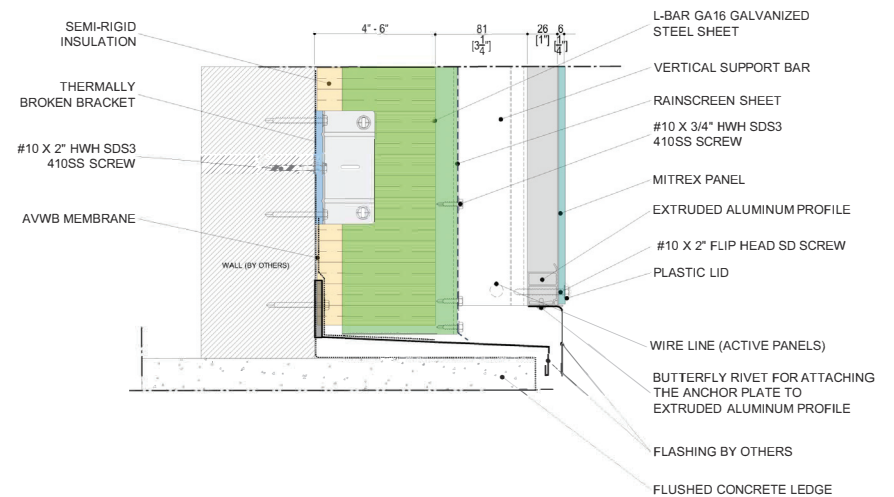 4" - 6"
81
[3 1/4"]
26
[1"]
6
[1/4"]
SEMI-RIGID
INSULATION
THERMALLY
BROKEN BRACKET
#10 X 2" HWH SDS3
410SS SCREW
AVWB MEMBRANE
WALL (BY OTHERS)
L-BAR GA16 GALVANIZED
STEEL SHEET
VERTICAL SUPPORT BAR
RAINSCREEN SHEET
#10 X 3/4" HWH SDS3
410SS SCREW
MITREX PANEL
EXTRUDED ALUMINUM PROFILE
#10 X 2" FLIP HEAD SD SCREW
PLASTIC LID
WIRE LINE (ACTIVE PANELS)
BUTTERFLY RIVET FOR ATTACHING
THE ANCHOR PLATE TO
EXTRUDED ALUMINUM PROFILE
FLASHING BY OTHERS
FLUSHED CONCRETE LEDGE